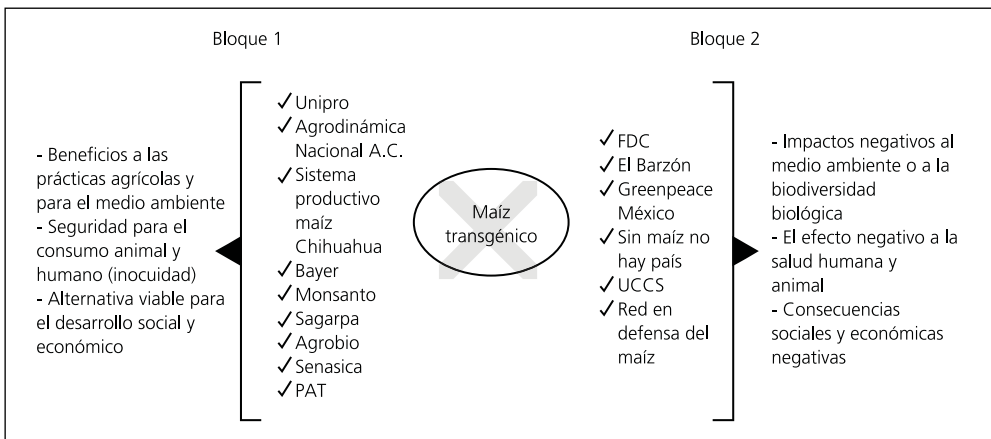 Bloque 1
- Beneficios a las
prácticas agrícolas y
para el medio ambiente
- Seguridad para el
consumo animal y
humano (inocuidad)
- Alternativa viable para
el desarrollo social y
económico
✓ Unipro
✓ Agrodinámica
Nacional A.C.
✓ Sistema
productivo
maíz
Chihuahua
✓ Bayer
✓ Monsanto
✓ Sagarpa
✓ Agrobio
✓ Senasica
✓ PAT
Maíz
transgénico
Bloque 2
✓ FDC
✓ El Barzón
✓ Greenpeace
México
✓ Sin maíz no
hay país
✓ UCCS
✓ Red en
defensa del
maíz
- Impactos negativos al
medio ambiente o a la
biodiversidad
biológica
- El efecto negativo a la
salud humana y
animal
- Consecuencias
sociales y económicas
negativas